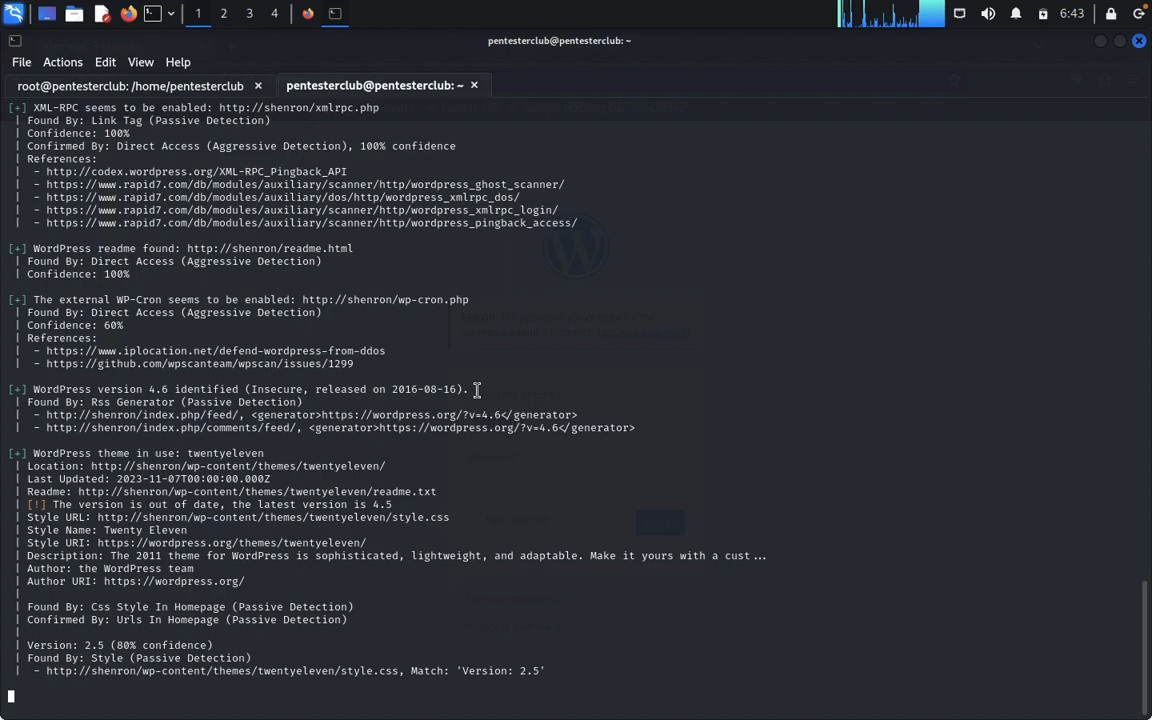 1 2 3 4 6:43
pentesterclub@pentesterclub: ~
File Actions Edit View Help
root@pentesterclub: /home/pentesterclub × pentesterclub@pentesterclub: ~ ×
[+] XML-RPC seems to be enabled: http://shenron/xmlrpc.php
| Found By: Link Tag (Passive Detection)
| Confidence: 100%
| Confirmed By: Direct Access (Aggressive Detection), 100% confidence
| References:
|  - http://codex.wordpress.org/XML-RPC_Pingback_API
|  - https://www.rapid7.com/db/modules/auxiliary/scanner/http/wordpress_ghost_scanner/
|  - https://www.rapid7.com/db/modules/auxiliary/dos/http/wordpress_xmlrpc_dos/
|  - https://www.rapid7.com/db/modules/auxiliary/scanner/http/wordpress_xmlrpc_login/
|  - https://www.rapid7.com/db/modules/auxiliary/scanner/http/wordpress_pingback_access/
[+] WordPress readme found: http://shenron/readme.html
| Found By: Direct Access (Aggressive Detection)
| Confidence: 100%
[+] The external WP-Cron seems to be enabled: http://shenron/wp-cron.php
| Found By: Direct Access (Aggressive Detection)
| Confidence: 60%
| References:
|  - https://www.iplocation.net/defend-wordpress-from-ddos
|  - https://github.com/wpscanteam/wpscan/issues/1299
[+] WordPress version 4.6 identified (Insecure, released on 2016-08-16).
| Found By: Rss Generator (Passive Detection)
|  - http://shenron/index.php/feed/, <generator>https://wordpress.org/?v=4.6</generator>
|  - http://shenron/index.php/comments/feed/, <generator>https://wordpress.org/?v=4.6</generator>
[+] WordPress theme in use: twentyeleven
| Location: http://shenron/wp-content/themes/twentyeleven/
| Last Updated: 2023-11-07T00:00:00.000Z
| Readme: http://shenron/wp-content/themes/twentyeleven/readme.txt
| [!] The version is out of date, the latest version is 4.5
| Style URL: http://shenron/wp-content/themes/twentyeleven/style.css
| Style Name: Twenty Eleven
| Style URI: https://wordpress.org/themes/twentyeleven/
| Description: The 2011 theme for WordPress is sophisticated, lightweight, and adaptable. Make it yours with a cust...
| Author: the WordPress team
| Author URI: https://wordpress.org/
|
| Found By: Css Style In Homepage (Passive Detection)
| Confirmed By: Urls In Homepage (Passive Detection)
|
| Version: 2.5 (80% confidence)
| Found By: Style (Passive Detection)
|  - http://shenron/wp-content/themes/twentyeleven/style.css, Match: 'Version: 2.5'